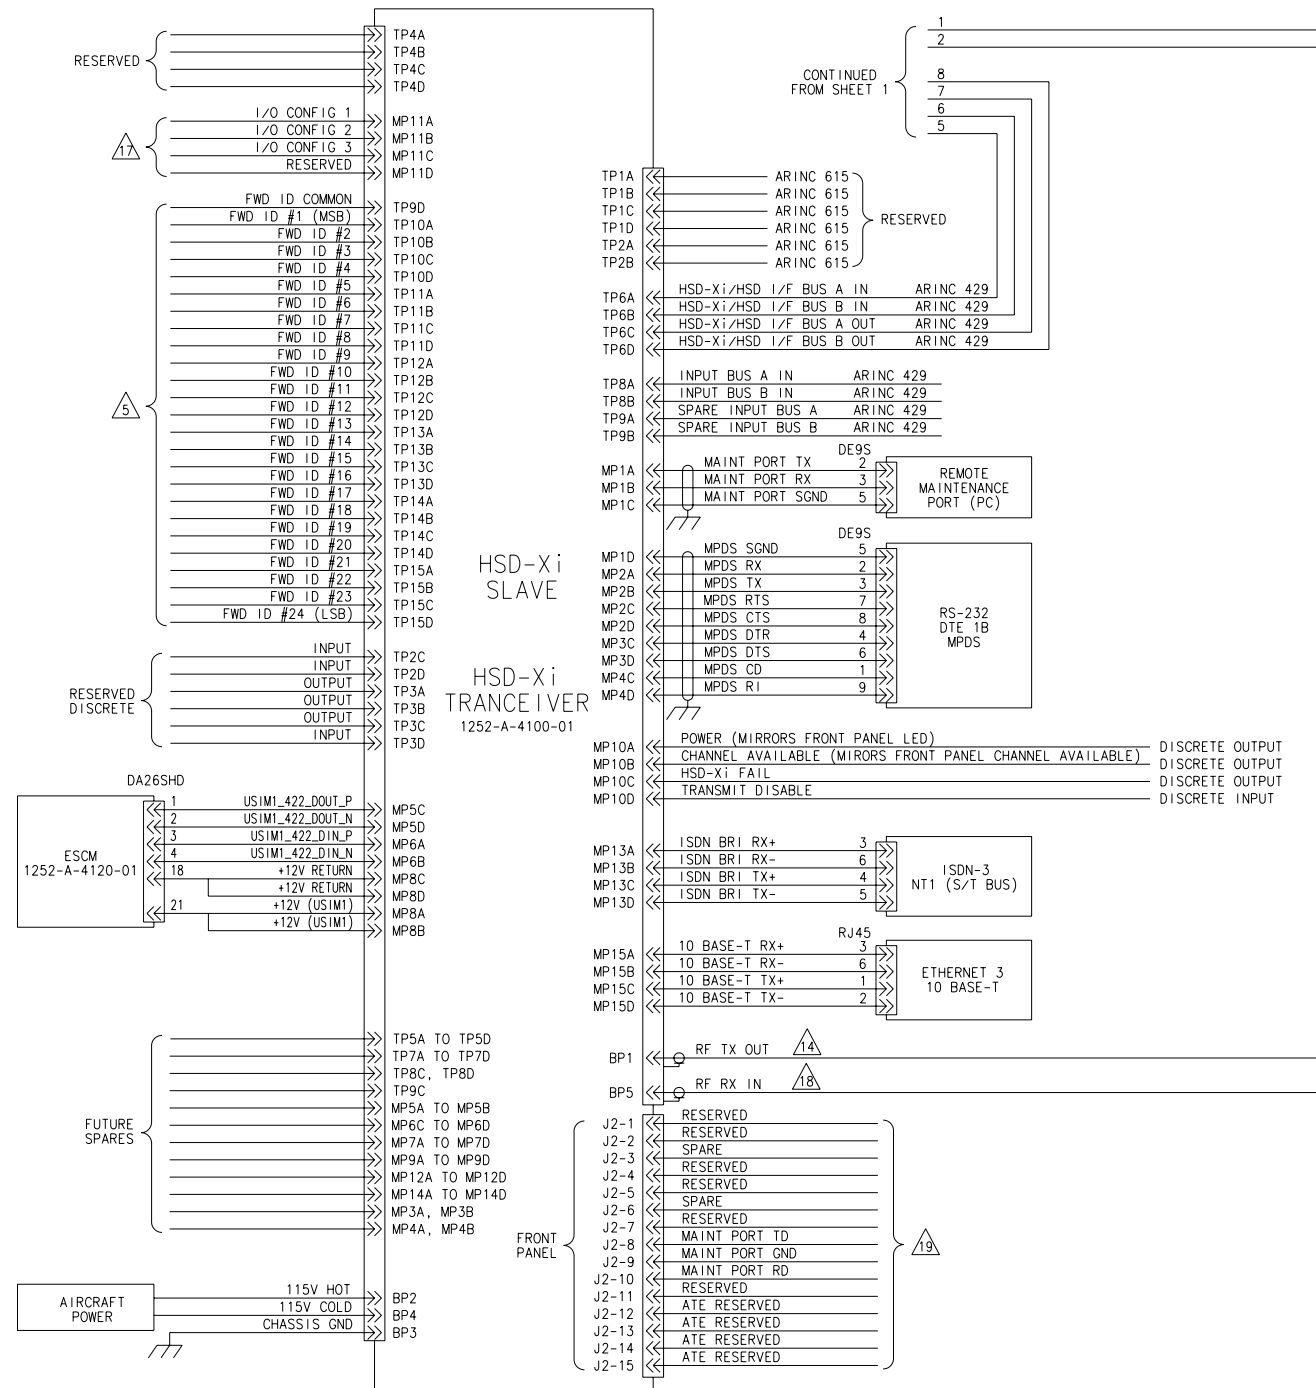 RESERVED
TP4A
TP4B
TP4C
TP4D
17
I/O CONFIG 1 MP11A
I/O CONFIG 2 MP11B
I/O CONFIG 3 MP11C
RESERVED MP11D
5
FWD ID COMMON TP9D
FWD ID #1 (MSB) TP10A
FWD ID #2 TP10B
FWD ID #3 TP10C
FWD ID #4 TP10D
FWD ID #5 TP11A
FWD ID #6 TP11B
FWD ID #7 TP11C
FWD ID #8 TP11D
FWD ID #9 TP12A
FWD ID #10 TP12B
FWD ID #11 TP12C
FWD ID #12 TP12D
FWD ID #13 TP13A
FWD ID #14 TP13B
FWD ID #15 TP13C
FWD ID #16 TP13D
FWD ID #17 TP14A
FWD ID #18 TP14B
FWD ID #19 TP14C
FWD ID #20 TP14D
FWD ID #21 TP15A
FWD ID #22 TP15B
FWD ID #23 TP15C
FWD ID #24 (LSB) TP15D
RESERVED
DISCRETE
INPUT TP2C
INPUT TP2D
OUTPUT TP3A
OUTPUT TP3B
OUTPUT TP3C
INPUT TP3D
DA26SHD
ESCM
1252-A-4120-01
1 USIM1_422_DOUT_P MP5C
2 USIM1_422_DOUT_N MP5D
3 USIM1_422_DIN_P MP6A
4 USIM1_422_DIN_N MP6B
18 +12V RETURN MP8C
+12V RETURN MP8D
21 +12V (USIM1) MP8A
+12V (USIM1) MP8B
FUTURE
SPARES
TP5A TO TP5D
TP7A TO TP7D
TP8C, TP8D
TP9C
MP5A TO MP5B
MP6C TO MP6D
MP7A TO MP7D
MP9A TO MP9D
MP12A TO MP12D
MP14A TO MP14D
MP3A, MP3B
MP4A, MP4B
AIRCRAFT
POWER
115V HOT BP2
115V COLD BP4
CHASSIS GND BP3
HSD-Xi
SLAVE
HSD-Xi
TRANCEIVER
1252-A-4100-01
CONTINUED
FROM SHEET 1
1
2
8
7
6
5
TP1A ARINC 615
TP1B ARINC 615
TP1C ARINC 615
TP1D ARINC 615
TP2A ARINC 615
TP2B ARINC 615
RESERVED
TP6A HSD-Xi/HSD I/F BUS A IN ARINC 429
TP6B HSD-Xi/HSD I/F BUS B IN ARINC 429
TP6C HSD-Xi/HSD I/F BUS A OUT ARINC 429
TP6D HSD-Xi/HSD I/F BUS B OUT ARINC 429
TP8A INPUT BUS A IN ARINC 429
TP8B INPUT BUS B IN ARINC 429
TP9A SPARE INPUT BUS A ARINC 429
TP9B SPARE INPUT BUS B ARINC 429
DE9S
MP1A MAINT PORT TX 2
MP1B MAINT PORT RX 3
MP1C MAINT PORT SGND 5
REMOTE
MAINTENANCE
PORT (PC)
DE9S
MP1D MPDS SGND 5
MP2A MPDS RX 2
MP2B MPDS TX 3
MP2C MPDS RTS 7
MP2D MPDS CTS 8
MP3C MPDS DTR 4
MP3D MPDS DTS 6
MP4C MPDS CD 1
MP4D MPDS RI 9
RS-232
DTE 1B
MPDS
MP10A POWER (MIRRORS FRONT PANEL LED) DISCRETE OUTPUT
MP10B CHANNEL AVAILABLE (MIRORS FRONT PANEL CHANNEL AVAILABLE) DISCRETE OUTPUT
MP10C HSD-Xi FAIL DISCRETE OUTPUT
MP10D TRANSMIT DISABLE DISCRETE INPUT
MP13A ISDN BRI RX+ 3
MP13B ISDN BRI RX- 6
MP13C ISDN BRI TX+ 4
MP13D ISDN BRI TX- 5
ISDN-3
NT1 (S/T BUS)
RJ45
MP15A 10 BASE-T RX+ 3
MP15B 10 BASE-T RX- 6
MP15C 10 BASE-T TX+ 1
MP15D 10 BASE-T TX- 2
ETHERNET 3
10 BASE-T
BP1 RF TX OUT 14
BP5 RF RX IN 18
FRONT
PANEL
J2-1 RESERVED
J2-2 RESERVED
J2-3 SPARE
J2-4 RESERVED
J2-5 RESERVED
J2-6 SPARE
J2-7 RESERVED
J2-8 MAINT PORT TD
J2-9 MAINT PORT GND
J2-10 MAINT PORT RD
J2-11 RESERVED
J2-12 ATE RESERVED
J2-13 ATE RESERVED
J2-14 ATE RESERVED
J2-15 ATE RESERVED
19